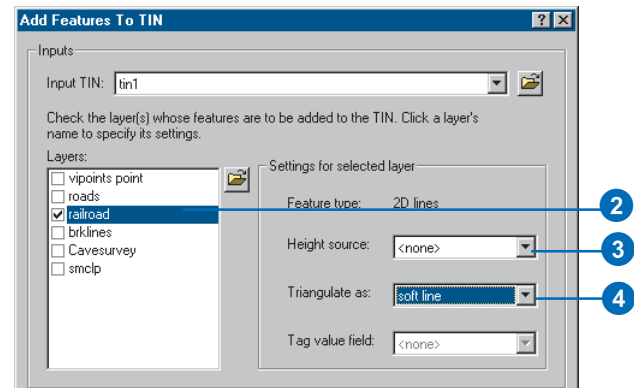 Add Features To TIN
Inputs
Input TIN: tin1
Check the layer(s) whose features are to be added to the TIN. Click a layer's
name to specify its settings.
Layers:
vipoints point
roads
railroad
brklines
Cavesurvey
smclp
Settings for selected layer
Feature type: 2D lines
Height source: <none>
Triangulate as: soft line
Tag value field: <none>
2
3
4